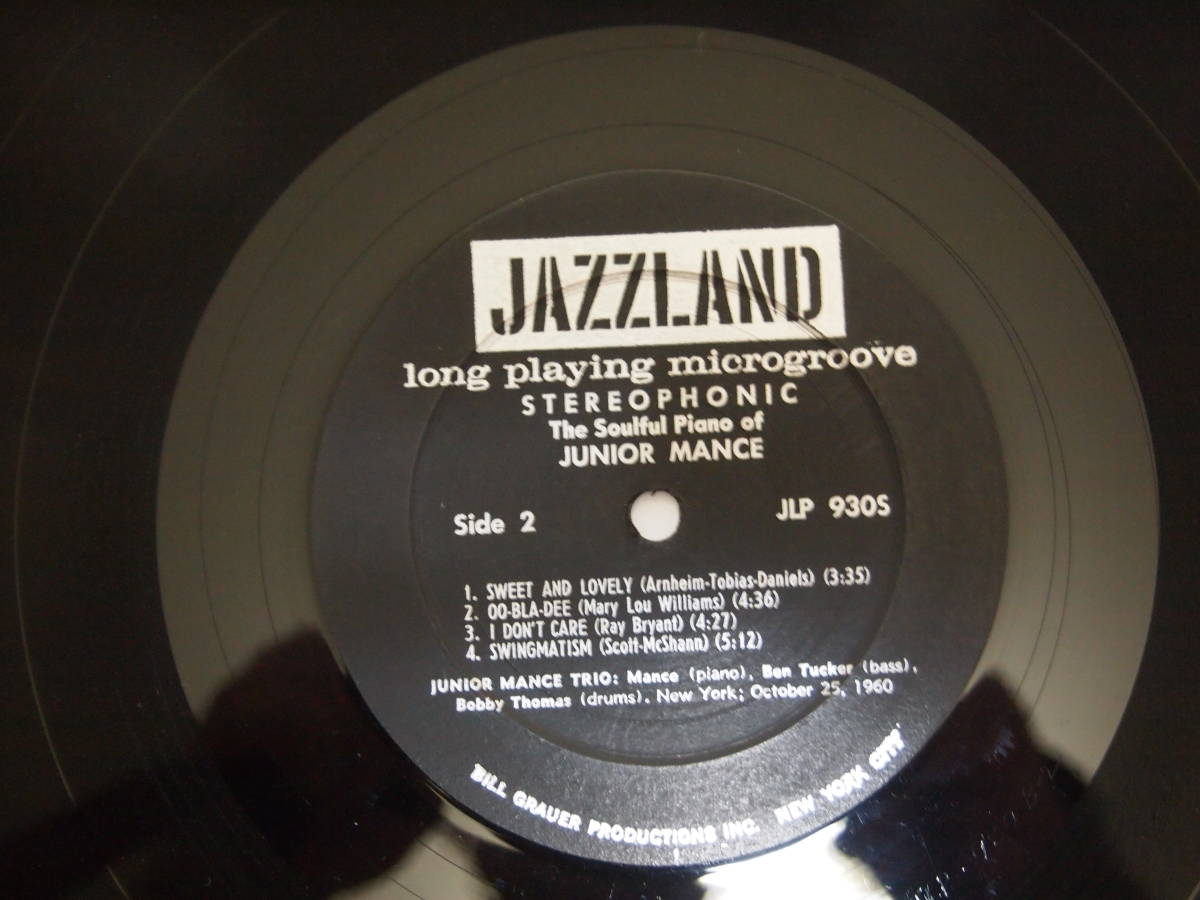 JAZZLAND
long playing microgroove
STEREOPHONIC
The Soulful Piano of
JUNIOR MANCE
Side 2
JLP 930S
1. SWEET AND LOVELY (Arnheim-Tobias-Daniels) (3:35)
2. OO-BLA-DEE (Mary Lou Williams) (4:36)
3. I DON'T CARE (Ray Bryant) (4:27)
4. SWINGMATISM (Scott-McShann) (5:12)
JUNIOR MANCE TRIO: Mance (piano), Ben Tucker (bass),
Bobby Thomas (drums). New York; October 25, 1960
BILL GRAUER PRODUCTIONS INC. NEW YORK CITY